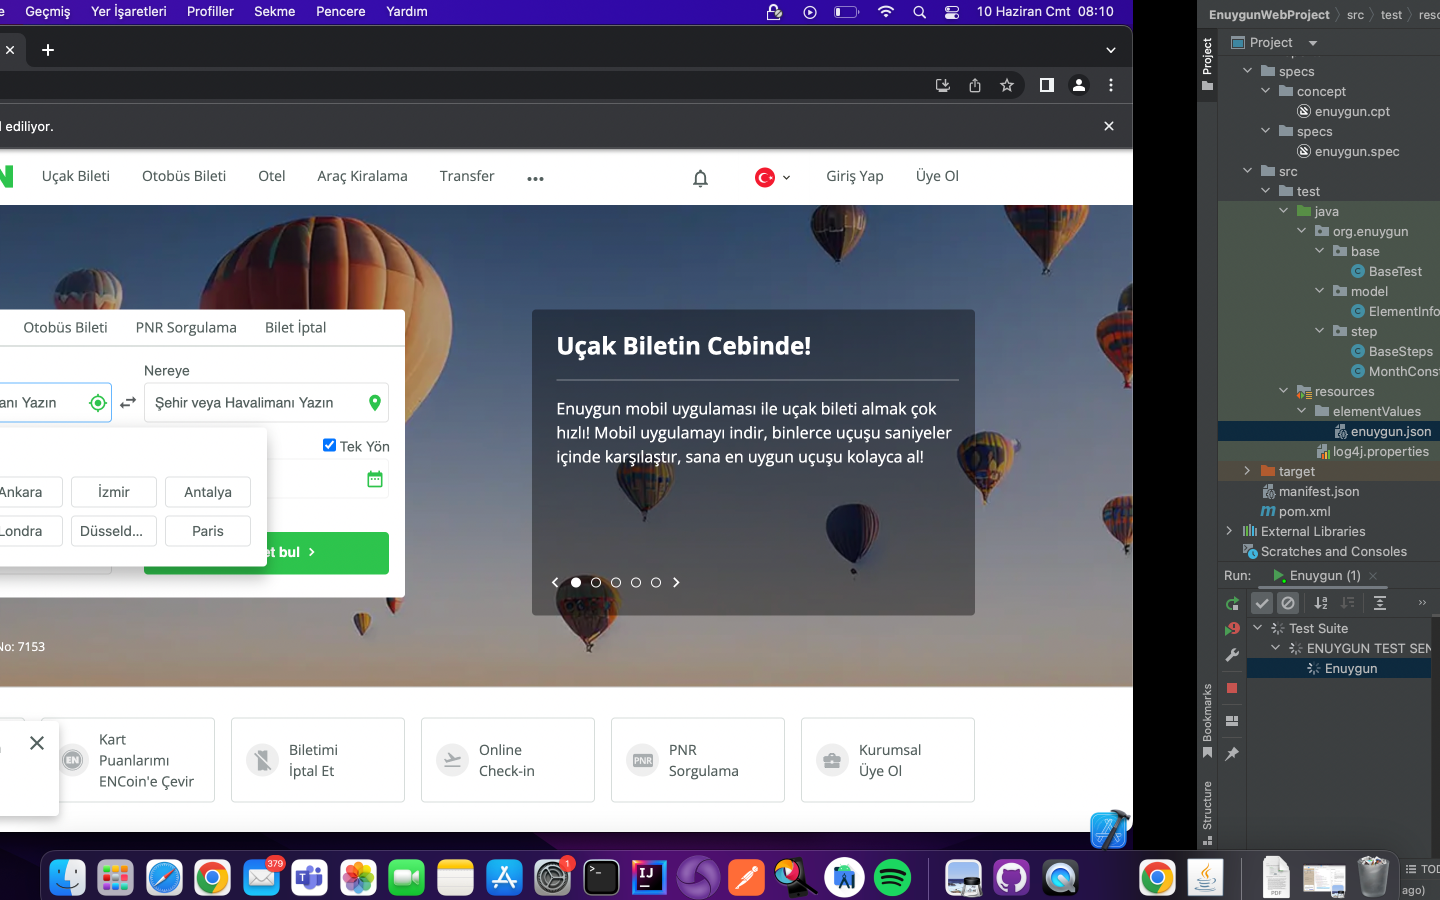 Geçmiş Yer İşaretleri Profiller Sekme Pencere Yardım 10 Haziran Cmt 08:10
ediliyor.
N Uçak Bileti Otobüs Bileti Otel Araç Kiralama Transfer ••• Giriş Yap Üye Ol
Otobüs Bileti PNR Sorgulama Bilet İptal
Nereye
anı Yazın Şehir veya Havalimanı Yazın
Tek Yön
Ankara İzmir Antalya
Londra Düsseld... Paris
et bul
No: 7153
Uçak Biletin Cebinde!
Enuygun mobil uygulaması ile uçak bileti almak çok
hızlı! Mobil uygulamayı indir, binlerce uçuşu saniyeler
içinde karşılaştır, sana en uygun uçuşu kolayca al!
Kart
Puanlarımı
ENCoin'e Çevir
EN
Biletimi
İptal Et
Online
Check-in
PNR
PNR
Sorgulama
Kurumsal
Üye Ol
379
1
IJ
PDF
EnuygunWebProject src test reso
Project
Project
specs
concept
enuygun.cpt
specs
enuygun.spec
src
test
java
org.enuygun
base
BaseTest
model
ElementInfo
step
BaseSteps
MonthConst
resources
elementValues
enuygun.json
log4j.properties
target
manifest.json
pom.xml
External Libraries
Scratches and Consoles
Run: Enuygun (1)
Test Suite
ENUYGUN TEST SEN
Enuygun
Bookmarks
Structure
TOD
ago)